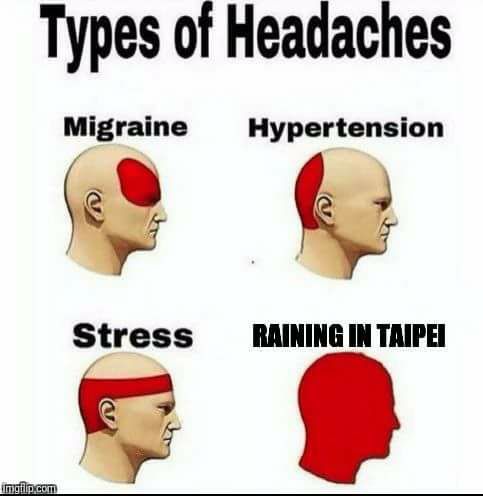 Types of Headaches
Migraine
Hypertension
Stress
RAINING IN TAIPEI
imgflip.com